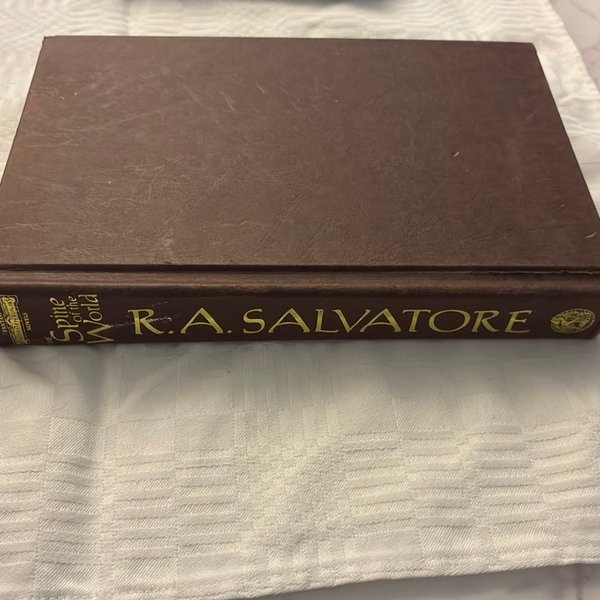 The
Spine
of the
World
R.A. SALVATORE